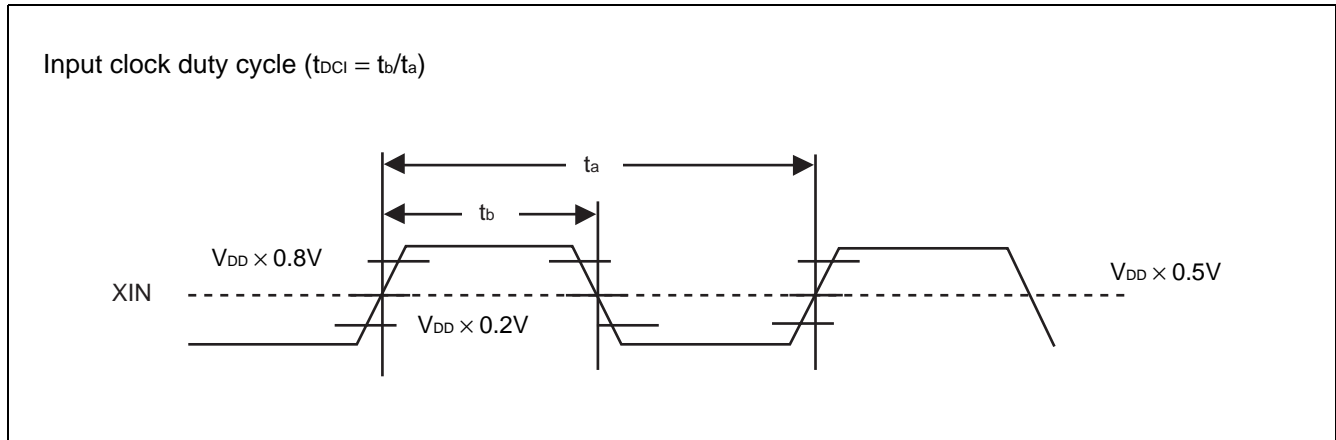 Input clock duty cycle (tDCI = tb/ta)
ta
tb
VDD × 0.8V
VDD × 0.5V
XIN
VDD × 0.2V